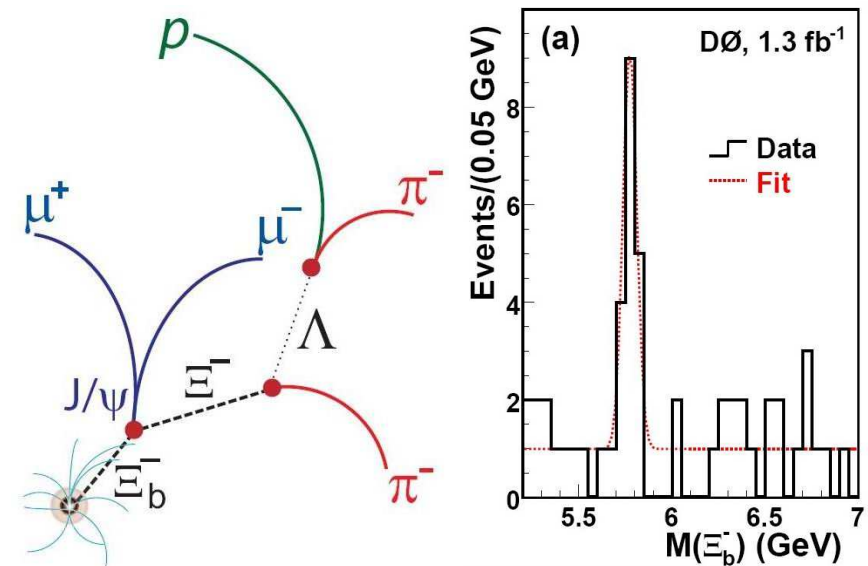 p
π⁻
μ⁺
μ⁻
Λ
Ξ⁻
J/ψ
Ξ⁻b
π⁻
(a)
DØ, 1.3 fb⁻¹
Data
Fit
Events/(0.05 GeV)
8
6
4
2
0
5.5
6
6.5
7
M(Ξ⁻b) (GeV)